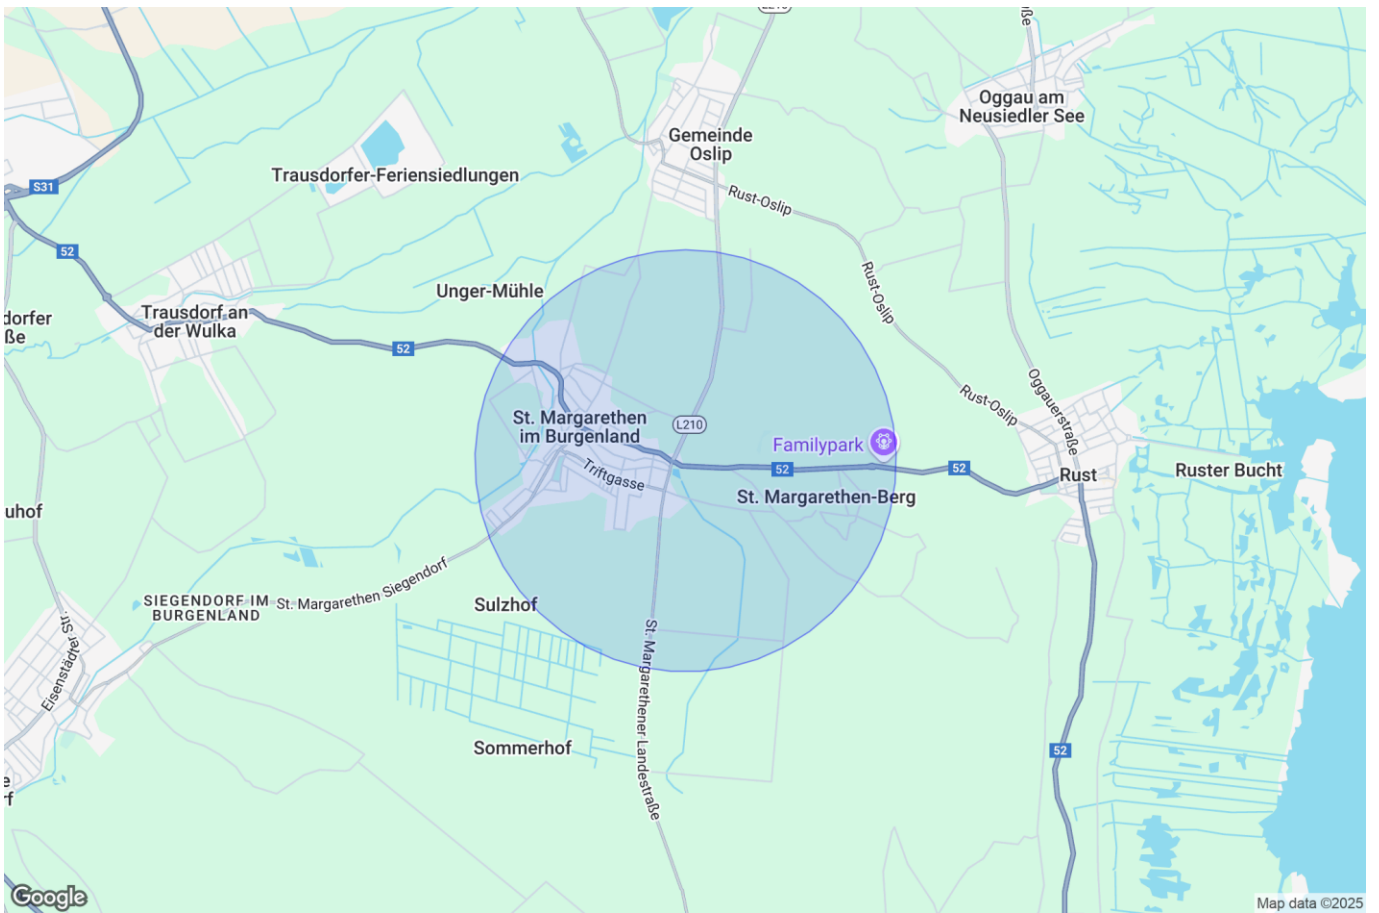 Oggau am
Neusiedler See
Gemeinde
Oslip
Trausdorfer-Feriensiedlungen
S31
Rust-Oslip
52
Unger-Mühle
Rust-Oslip
Trausdorf an
der Wulka
dorfer
ße
52
Oggauerstraße
Rust-Oslip
St. Margarethen
im Burgenland
L210
Familypark
52
52
Triftgasse
Rust
Ruster Bucht
St. Margarethen-Berg
uhof
St. Margarethen Siegendorf
SIEGENDORF IM
BURGENLAND
Sulzhof
Eisenstädter Str.
St. Margarethener Landestraße
Sommerhof
52
e
rf
Google
Map data ©2025